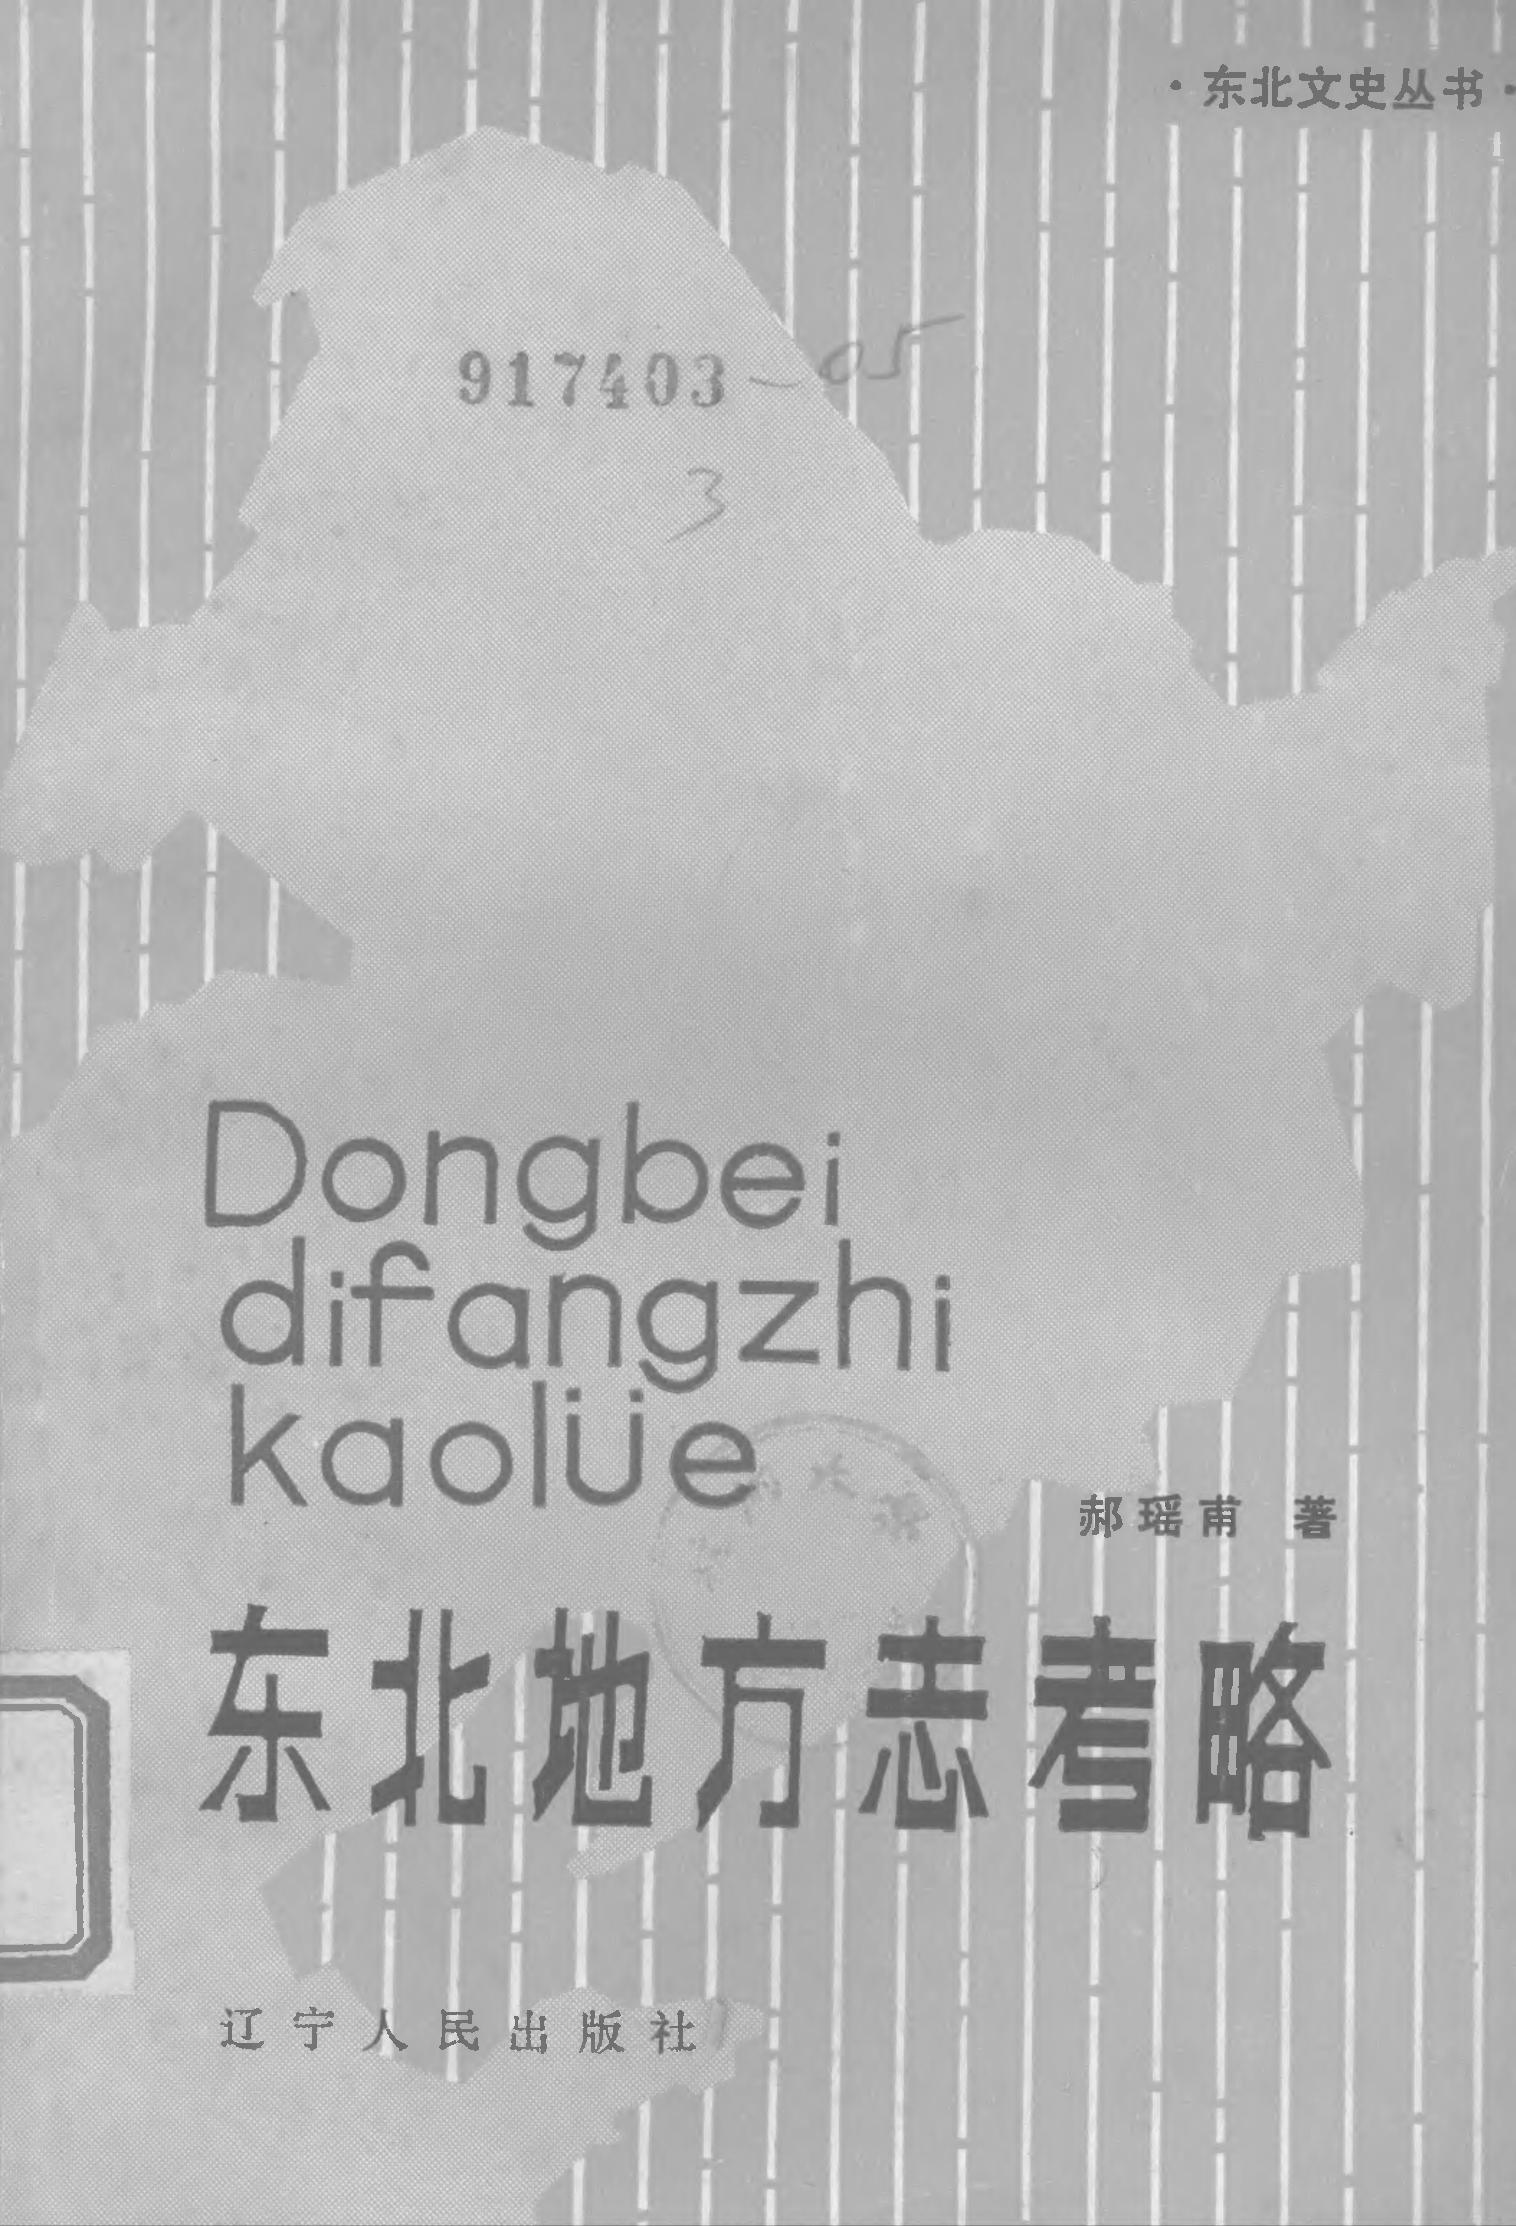 ·东北文史丛书·
917403-05
3
Dongbei
difangzhi
kaolüe
郝瑶甫 著
东北地方志考略
辽宁人民出版社